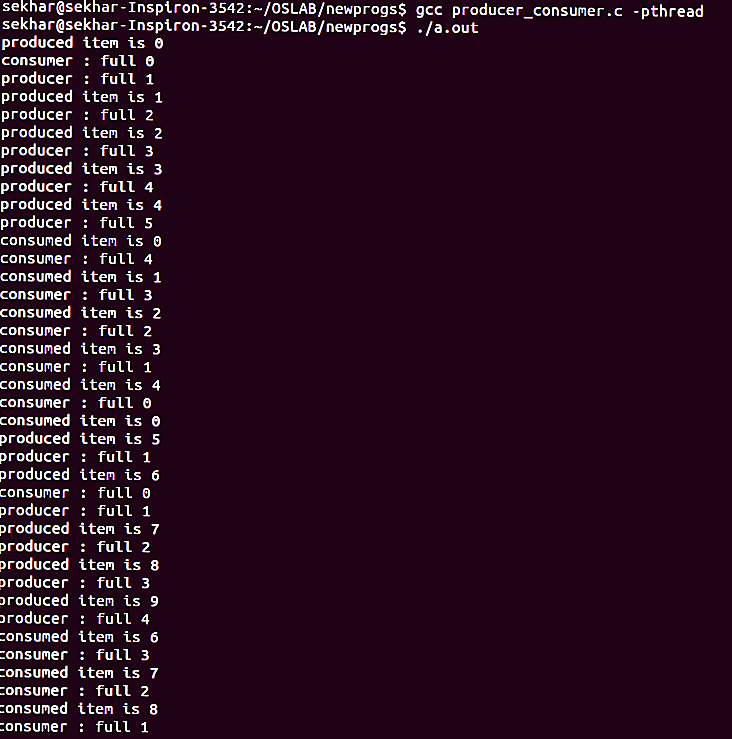 sekhar@sekhar-Inspiron-3542:~/OSLAB/newprogs$ gcc producer_consumer.c -pthread
sekhar@sekhar-Inspiron-3542:~/OSLAB/newprogs$ ./a.out
produced item is 0
consumer : full 0
producer : full 1
produced item is 1
producer : full 2
produced item is 2
producer : full 3
produced item is 3
producer : full 4
produced item is 4
producer : full 5
consumed item is 0
consumer : full 4
consumed item is 1
consumer : full 3
consumed item is 2
consumer : full 2
consumed item is 3
consumer : full 1
consumed item is 4
consumer : full 0
consumed item is 0
produced item is 5
producer : full 1
produced item is 6
consumer : full 0
producer : full 1
produced item is 7
producer : full 2
produced item is 8
producer : full 3
produced item is 9
producer : full 4
consumed item is 6
consumer : full 3
consumed item is 7
consumer : full 2
consumed item is 8
consumer : full 1